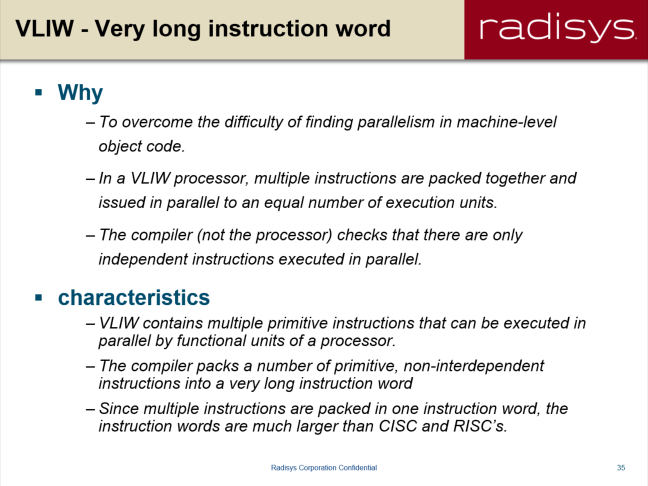 VLIW - Very long instruction word
radisys.
▪ Why
– To overcome the difficulty of finding parallelism in machine-level
object code.
– In a VLIW processor, multiple instructions are packed together and
issued in parallel to an equal number of execution units.
– The compiler (not the processor) checks that there are only
independent instructions executed in parallel.
▪ characteristics
– VLIW contains multiple primitive instructions that can be executed in
parallel by functional units of a processor.
– The compiler packs a number of primitive, non-interdependent
instructions into a very long instruction word
– Since multiple instructions are packed in one instruction word, the
instruction words are much larger than CISC and RISC’s.
Radisys Corporation Confidential
35